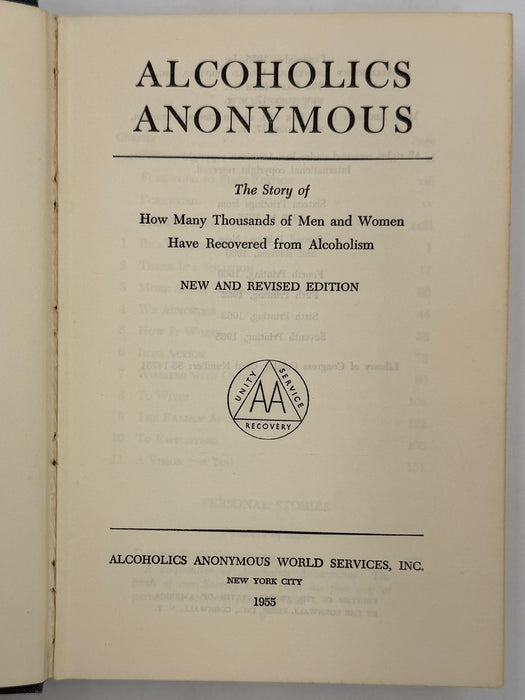 ALCOHOLICS
ANONYMOUS
The Story of
How Many Thousands of Men and Women
Have Recovered from Alcoholism
NEW AND REVISED EDITION
UNITY
SERVICE
AA
RECOVERY
ALCOHOLICS ANONYMOUS WORLD SERVICES, INC.
NEW YORK CITY
1955